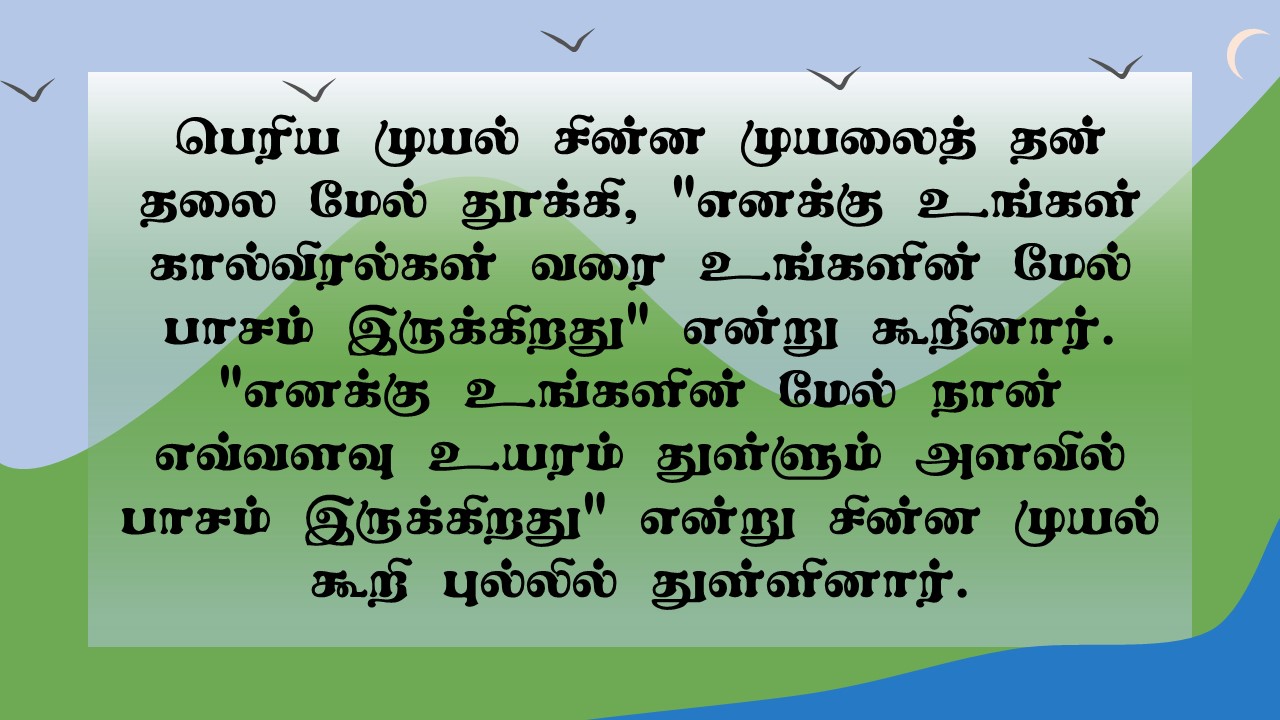 பெரிய முயல் சின்ன முயலைத் தன்
தலை மேல் தூக்கி, "எனக்கு உங்கள்
கால்விரல்கள் வரை உங்களின் மேல்
பாசம் இருக்கிறது" என்று கூறினார்.
"எனக்கு உங்களின் மேல் நான்
எவ்வளவு உயரம் துள்ளும் அளவில்
பாசம் இருக்கிறது" என்று சின்ன முயல்
கூறி புல்லில் துள்ளினார்.